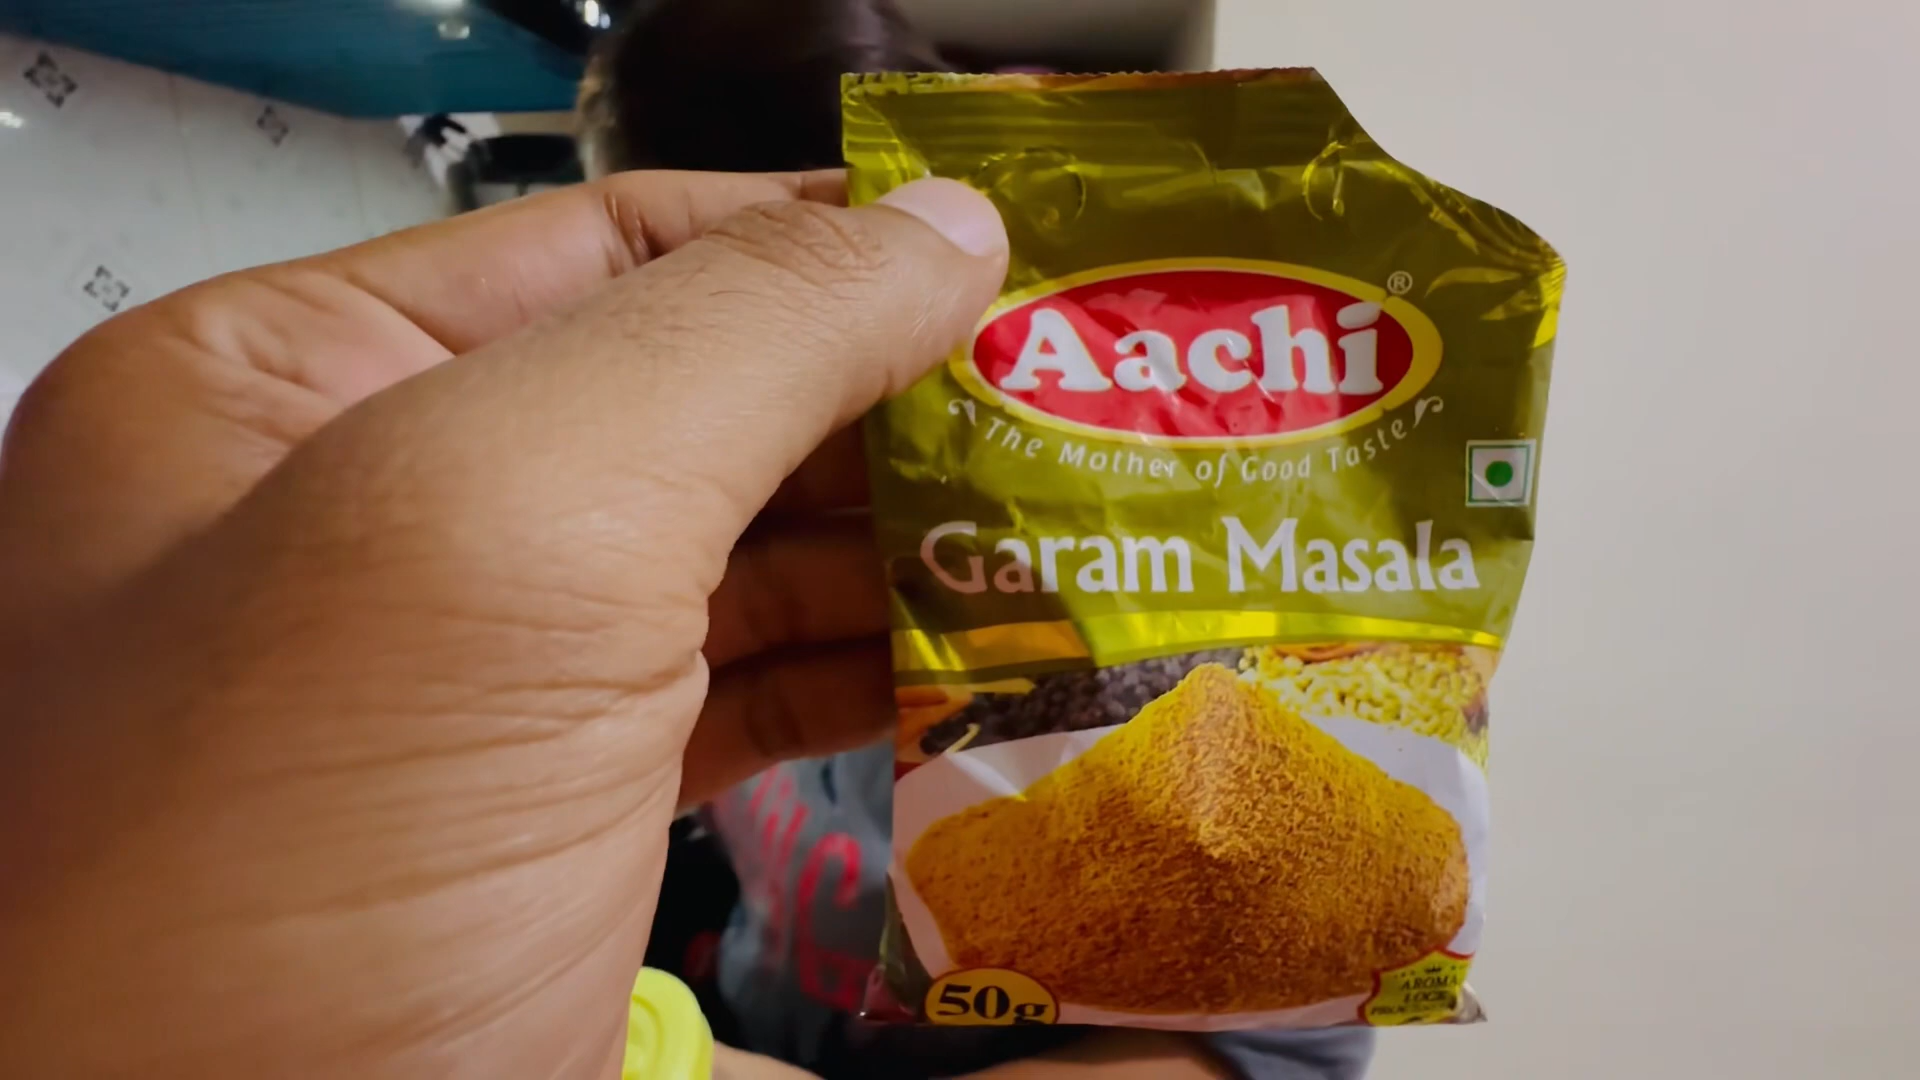 Aachi®
The Mother of Good Taste
Garam Masala
50g
AROMA
LOCK